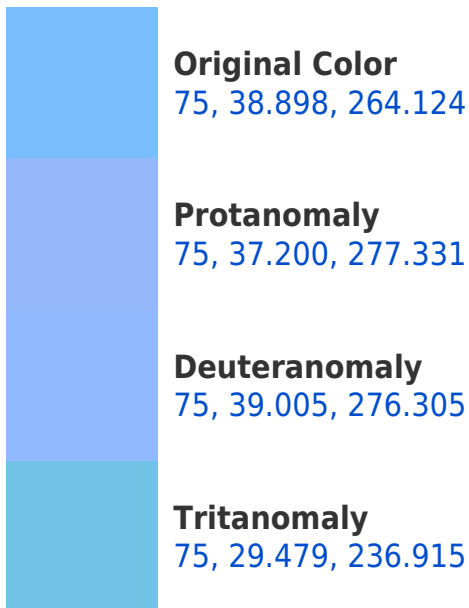 Original Color
75, 38.898, 264.124
Protanomaly
75, 37.200, 277.331
Deuteranomaly
75, 39.005, 276.305
Tritanomaly
75, 29.479, 236.915